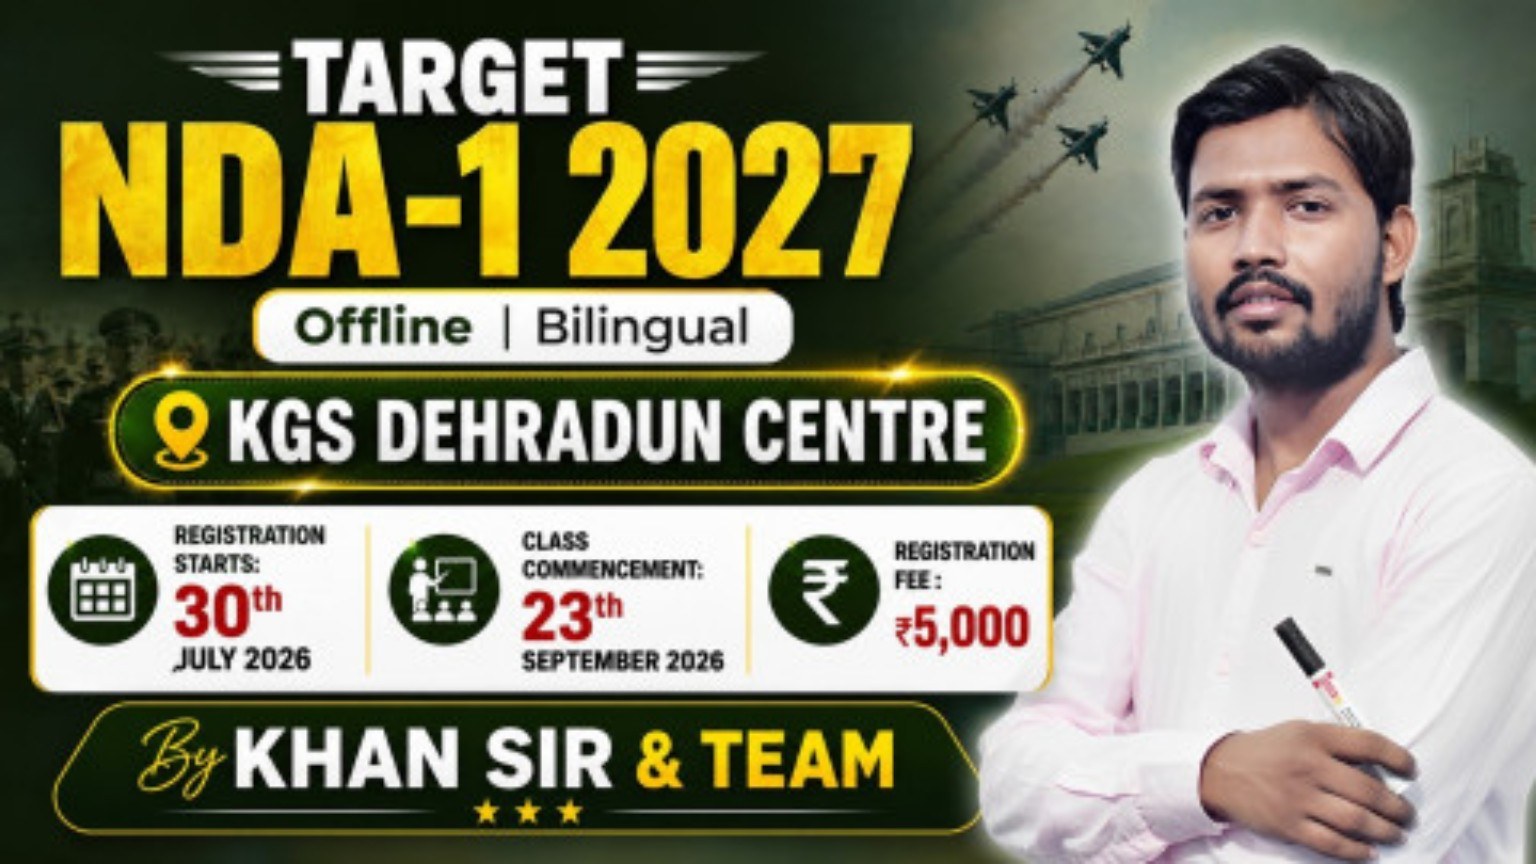 TARGET
NDA-1 2027
Offline | Bilingual
KGS DEHRADUN CENTRE
REGISTRATION
STARTS:
30th
JULY 2026
CLASS
COMMENCEMENT:
23th
SEPTEMBER 2026
REGISTRATION
FEE :
₹5,000
By KHAN SIR & TEAM